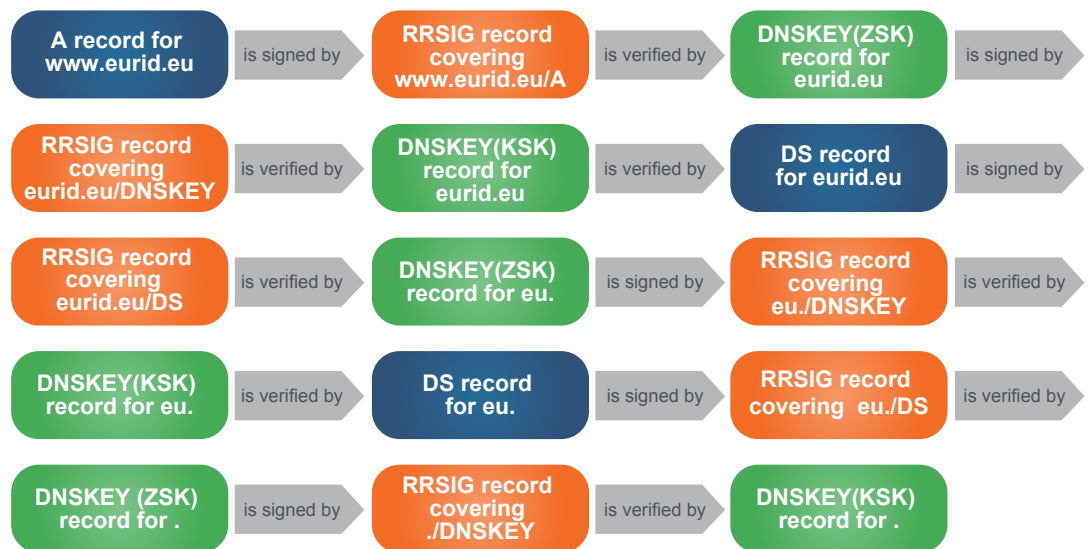 A record for
www.eurid.eu
is signed by
RRSIG record
covering
www.eurid.eu/A
is verified by
DNSKEY(ZSK)
record for
eurid.eu
is signed by
RRSIG record
covering
eurid.eu/DNSKEY
is verified by
DNSKEY(KSK)
record for
eurid.eu
is verified by
DS record
for eurid.eu
is signed by
RRSIG record
covering
eurid.eu/DS
is verified by
DNSKEY(ZSK)
record for eu.
is signed by
RRSIG record
covering
eu./DNSKEY
is verified by
DNSKEY(KSK)
record for eu.
is verified by
DS record
for eu.
is signed by
RRSIG record
covering eu./DS
is verified by
DNSKEY (ZSK)
record for .
is signed by
RRSIG record
covering
./DNSKEY
is verified by
DNSKEY(KSK)
record for .